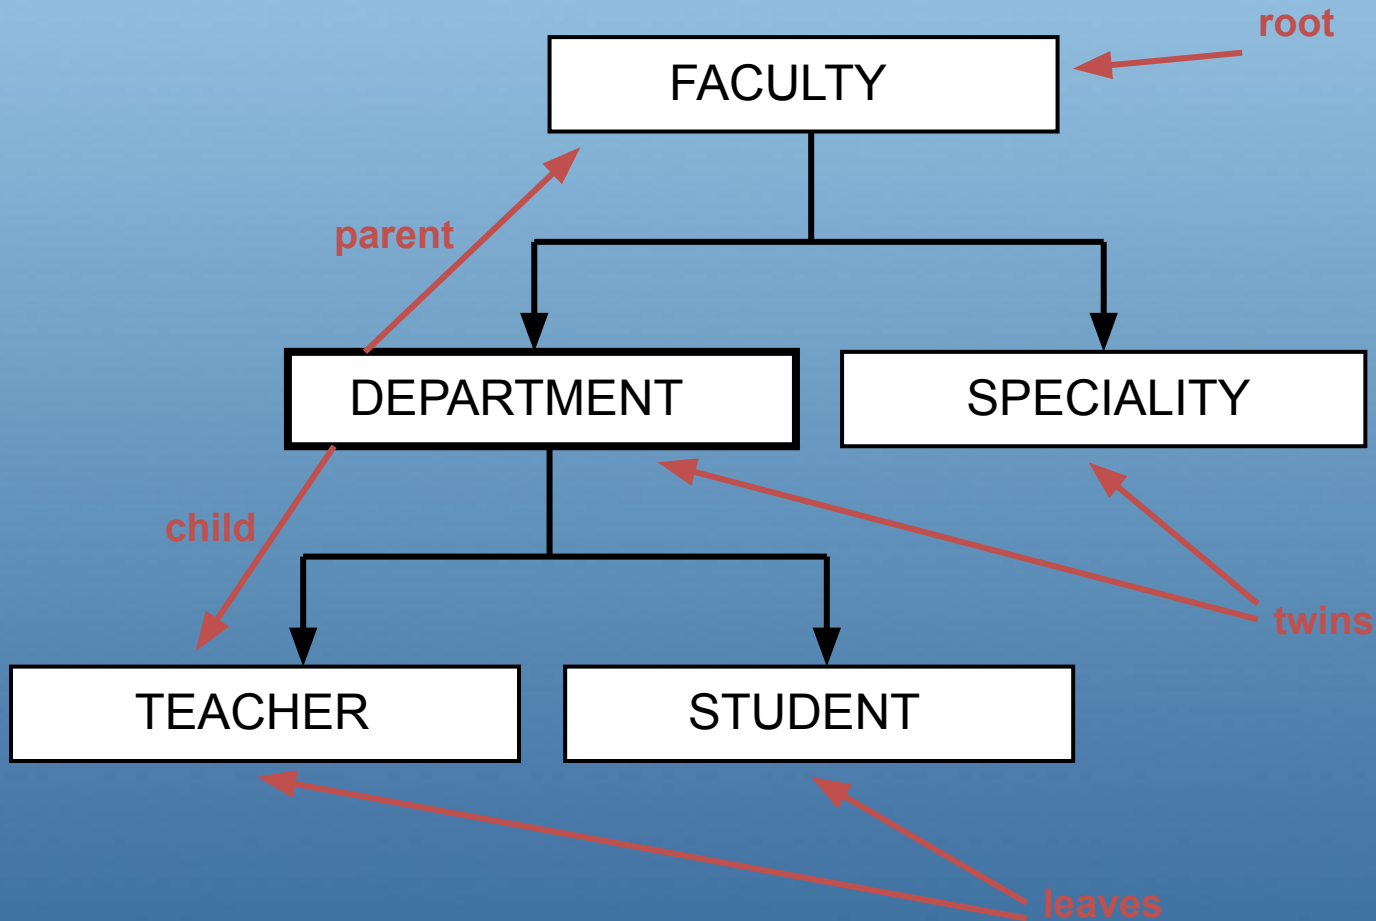 root
FACULTY
parent
DEPARTMENT
SPECIALITY
child
twins
TEACHER
STUDENT
leaves